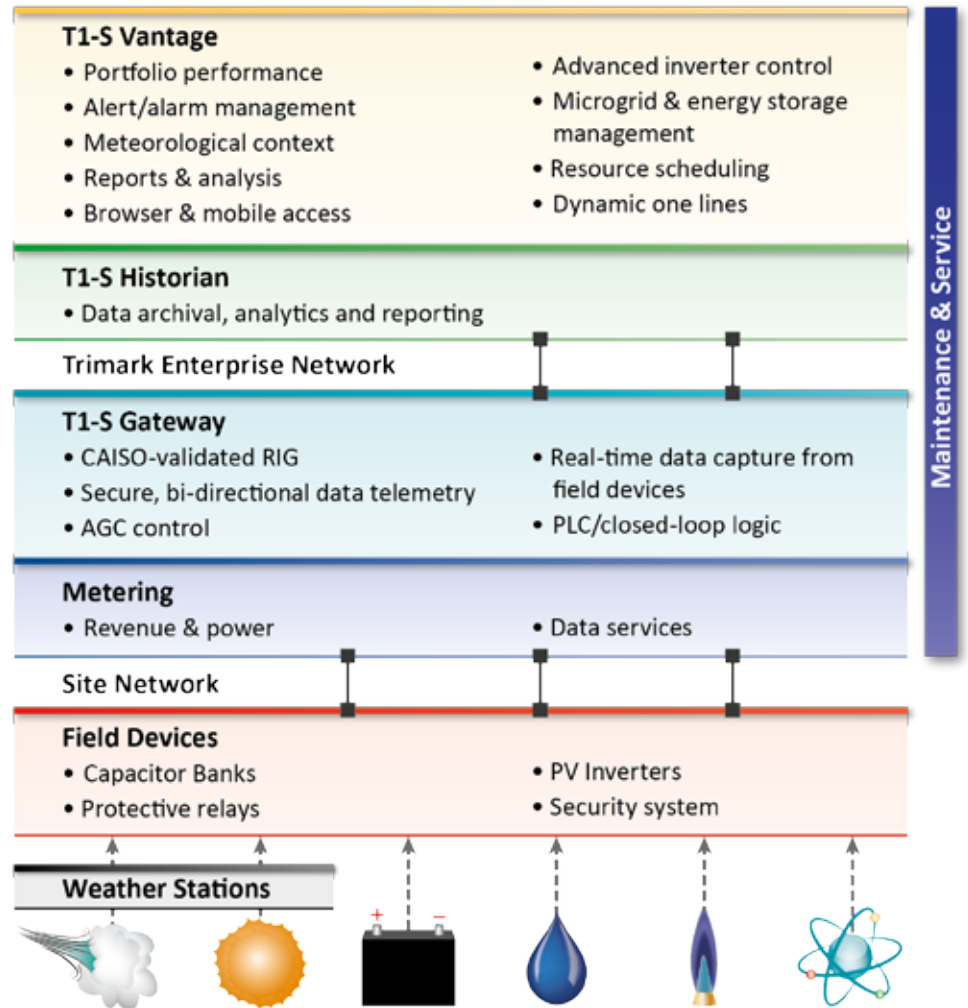 T1-S Vantage
• Portfolio performance
• Alert/alarm management
• Meteorological context
• Reports & analysis
• Browser & mobile access
• Advanced inverter control
• Microgrid & energy storage
management
• Resource scheduling
• Dynamic one lines
T1-S Historian
• Data archival, analytics and reporting
Trimark Enterprise Network
T1-S Gateway
• CAISO-validated RIG
• Secure, bi-directional data telemetry
• AGC control
• Real-time data capture from
field devices
• PLC/closed-loop logic
Metering
• Revenue & power
• Data services
Site Network
Field Devices
• Capacitor Banks
• Protective relays
• PV Inverters
• Security system
Weather Stations
+ –
Maintenance & Service